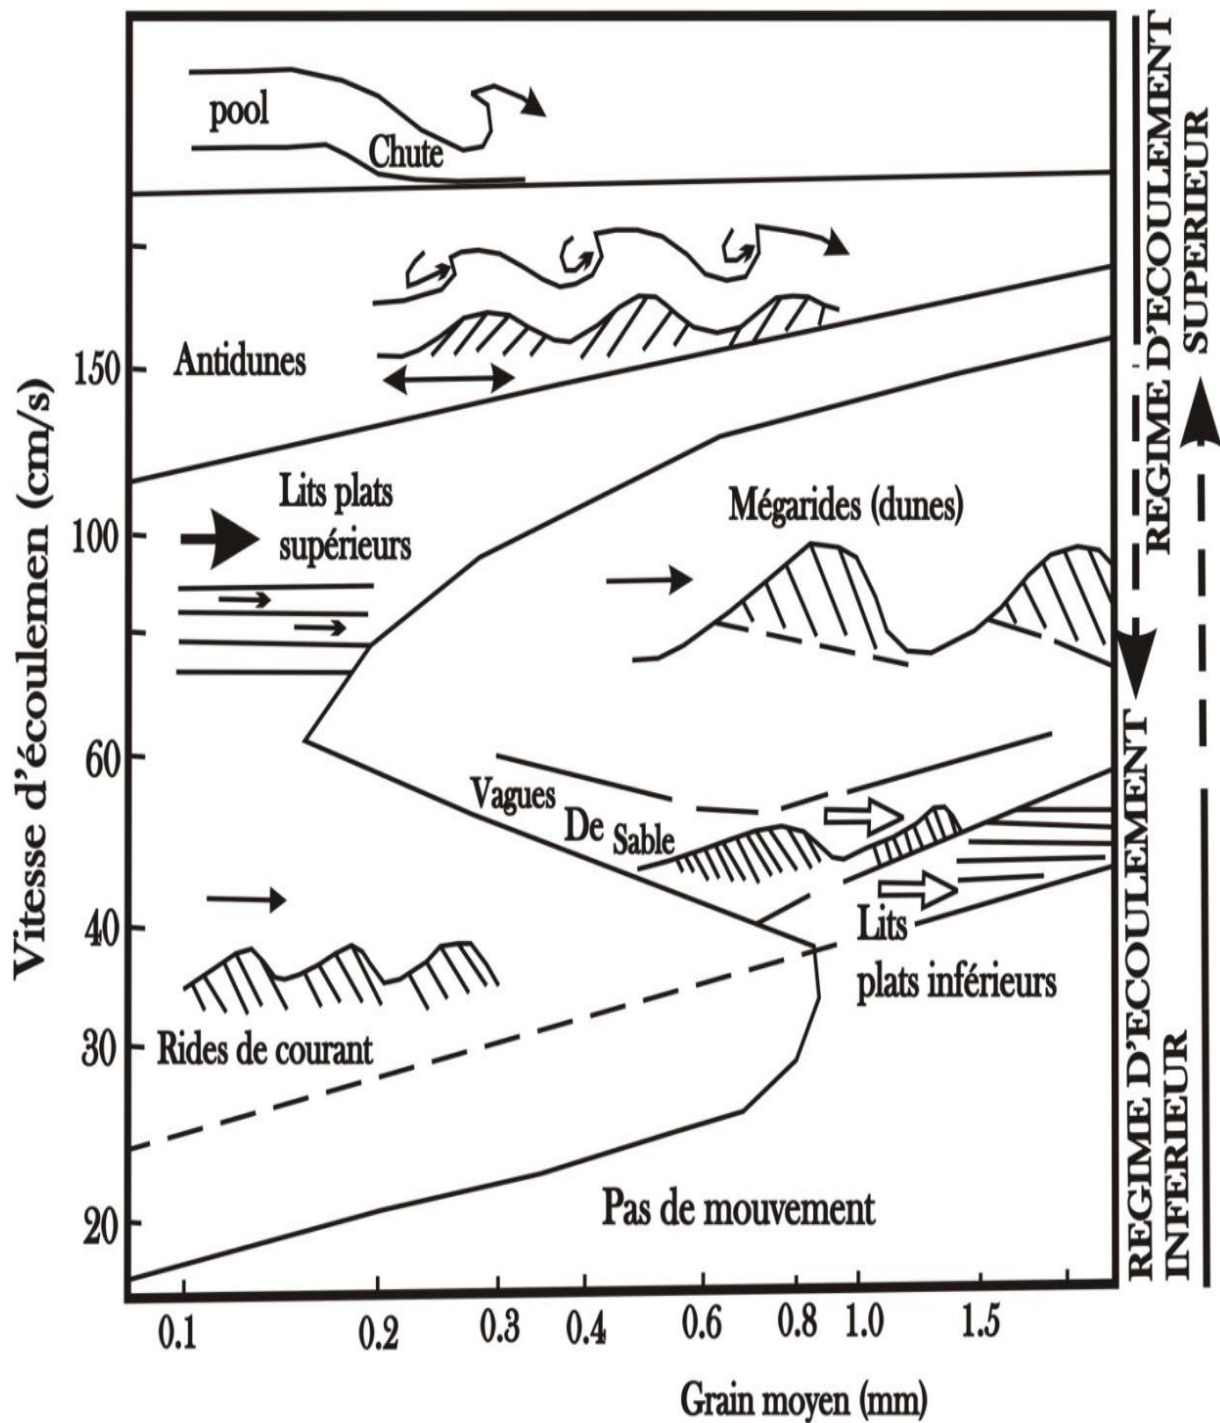 pool
Chute
Antidunes
Lits plats
supérieurs
Mégarides (dunes)
Vagues
De
Sable
Lits
plats inférieurs
Rides de courant
Pas de mouvement
Vitesse d'écoulemen (cm/s)
150
100
60
40
30
20
0.1 0.2 0.3 0.4 0.6 0.8 1.0 1.5
Grain moyen (mm)
REGIME D'ECOULEMENT
SUPERIEUR
REGIME D'ECOULEMENT
INFERIEUR